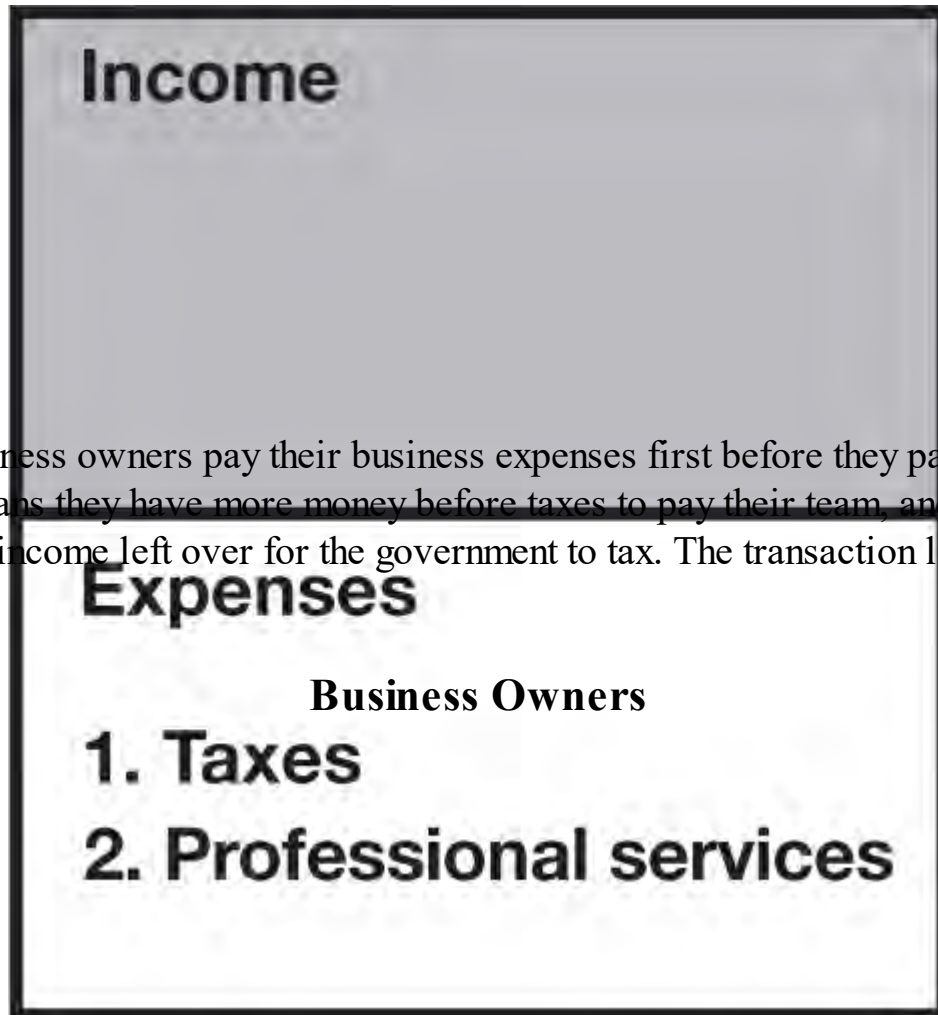 Income
ness owners pay their business expenses first before they pa
ans they have more money before taxes to pay their team, an
income left over for the government to tax. The transaction l
Expenses
Business Owners
1. Taxes
2. Professional services